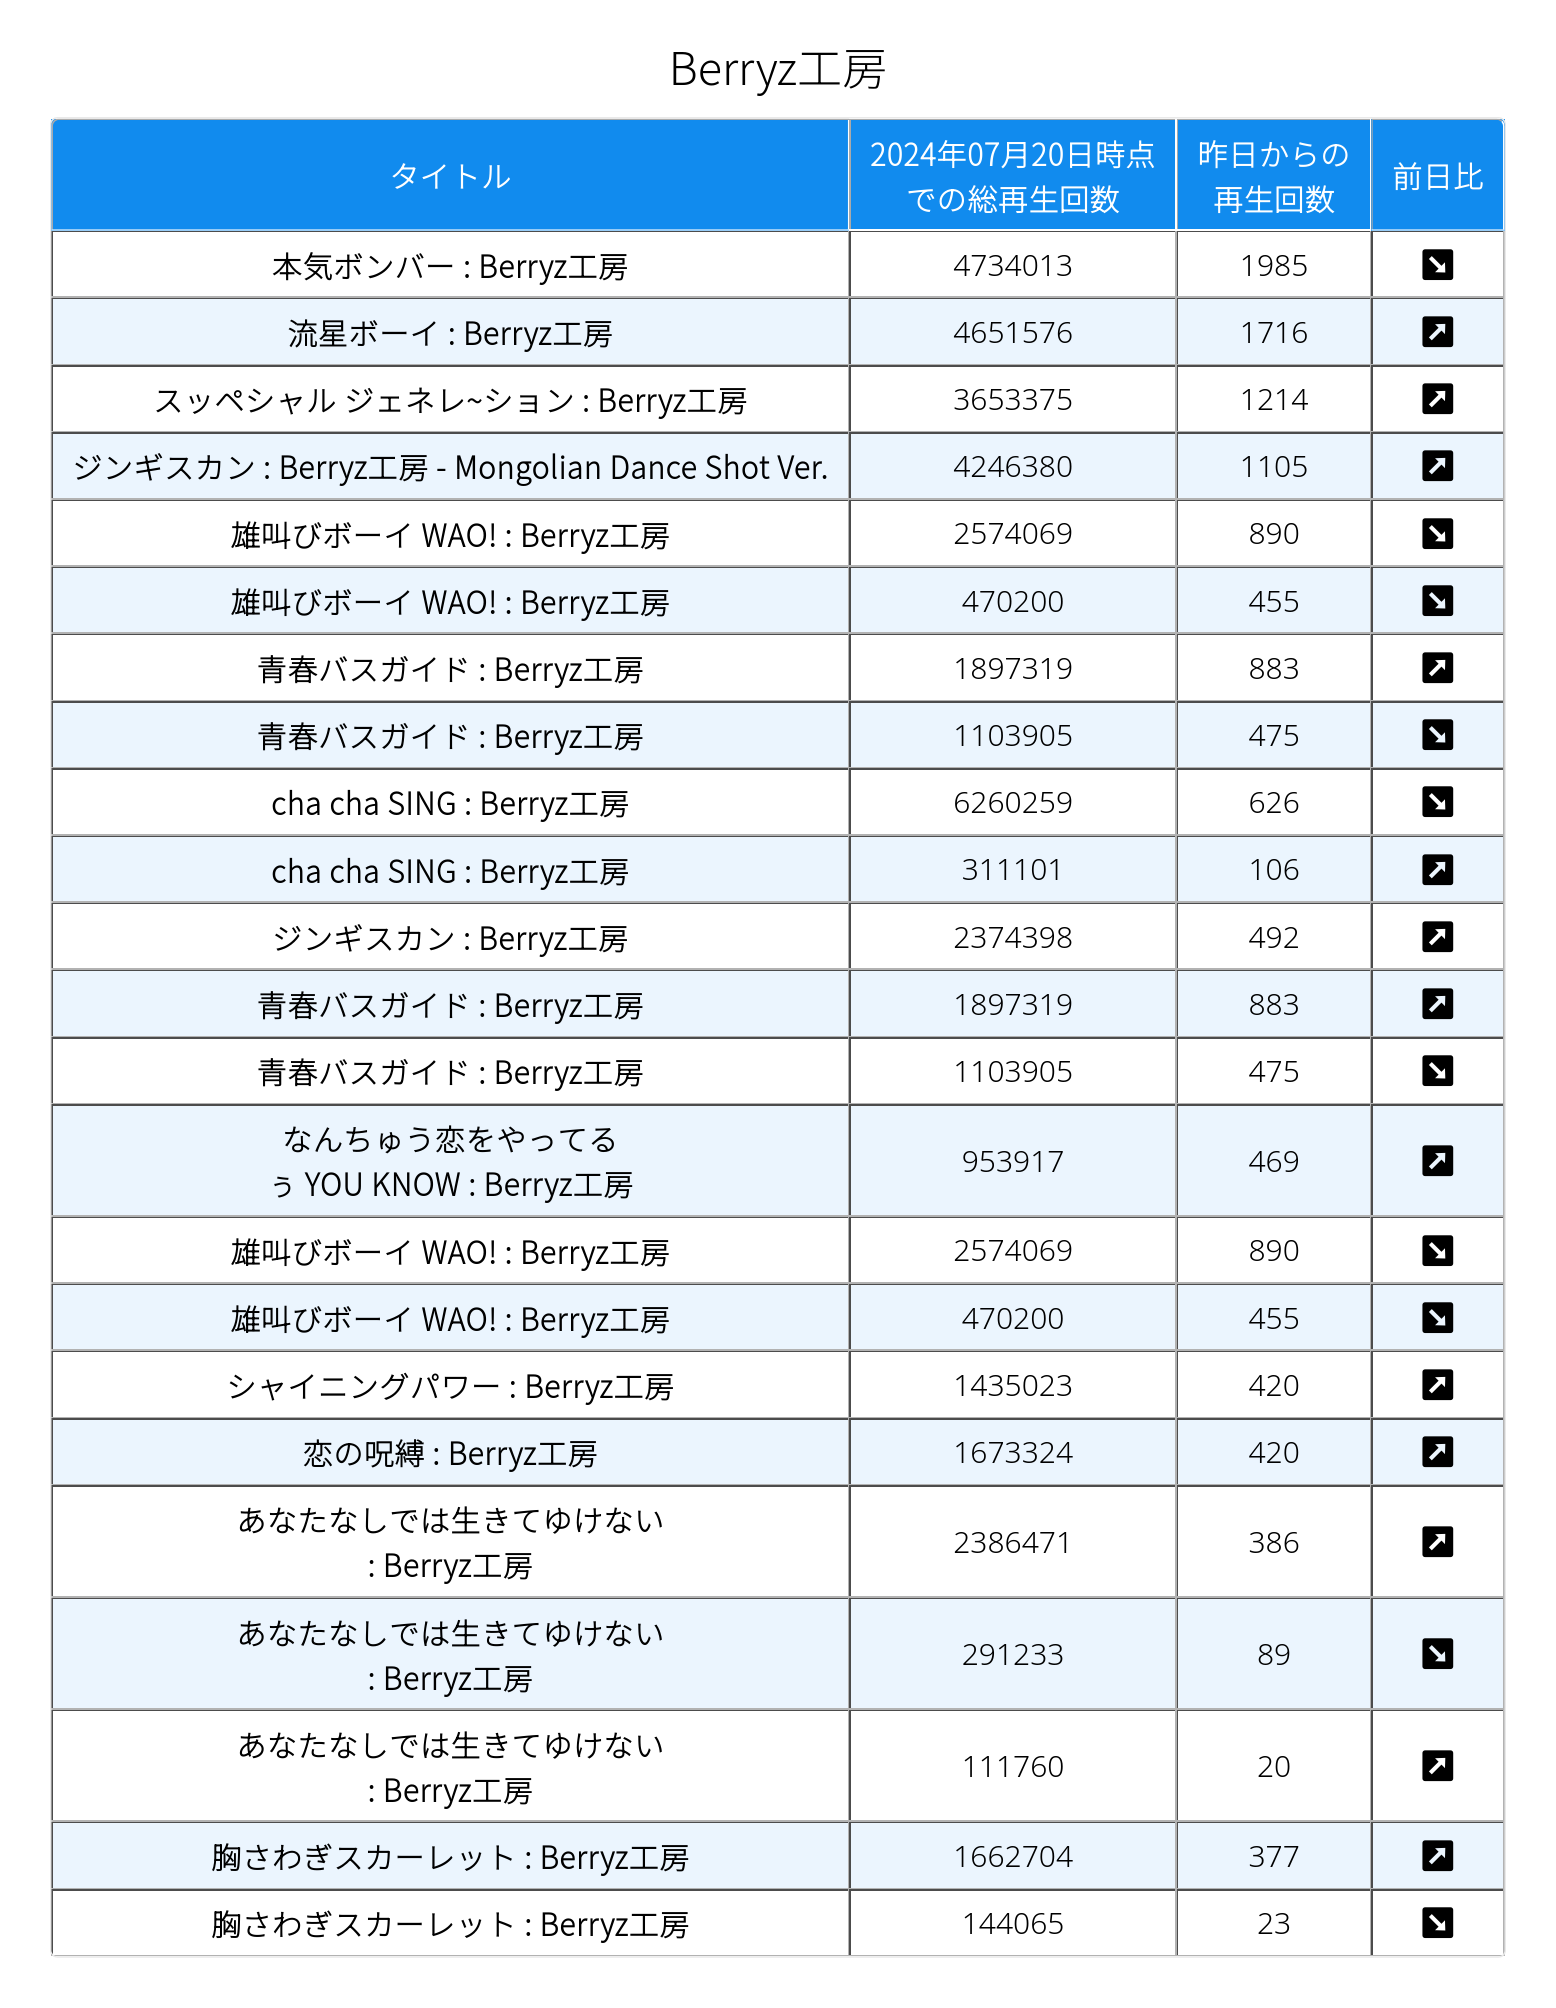 Berryz工房
タイトル
2024年07月20日時点
での総再生回数
昨日からの
再生回数
前日比
本気ボンバー : Berryz工房 4734013 1985
流星ボーイ : Berryz工房 4651576 1716
スッペシャル ジェネレ~ション : Berryz工房 3653375 1214
ジンギスカン : Berryz工房 - Mongolian Dance Shot Ver. 4246380 1105
雄叫びボーイ WAO! : Berryz工房 2574069 890
雄叫びボーイ WAO! : Berryz工房 470200 455
青春バスガイド : Berryz工房 1897319 883
青春バスガイド : Berryz工房 1103905 475
cha cha SING : Berryz工房 6260259 626
cha cha SING : Berryz工房 311101 106
ジンギスカン : Berryz工房 2374398 492
青春バスガイド : Berryz工房 1897319 883
青春バスガイド : Berryz工房 1103905 475
なんちゅう恋をやってる
ぅ YOU KNOW : Berryz工房 953917 469
雄叫びボーイ WAO! : Berryz工房 2574069 890
雄叫びボーイ WAO! : Berryz工房 470200 455
シャイニングパワー : Berryz工房 1435023 420
恋の呪縛 : Berryz工房 1673324 420
あなたなしでは生きてゆけない
: Berryz工房 2386471 386
あなたなしでは生きてゆけない
: Berryz工房 291233 89
あなたなしでは生きてゆけない
: Berryz工房 111760 20
胸さわぎスカーレット : Berryz工房 1662704 377
胸さわぎスカーレット : Berryz工房 144065 23